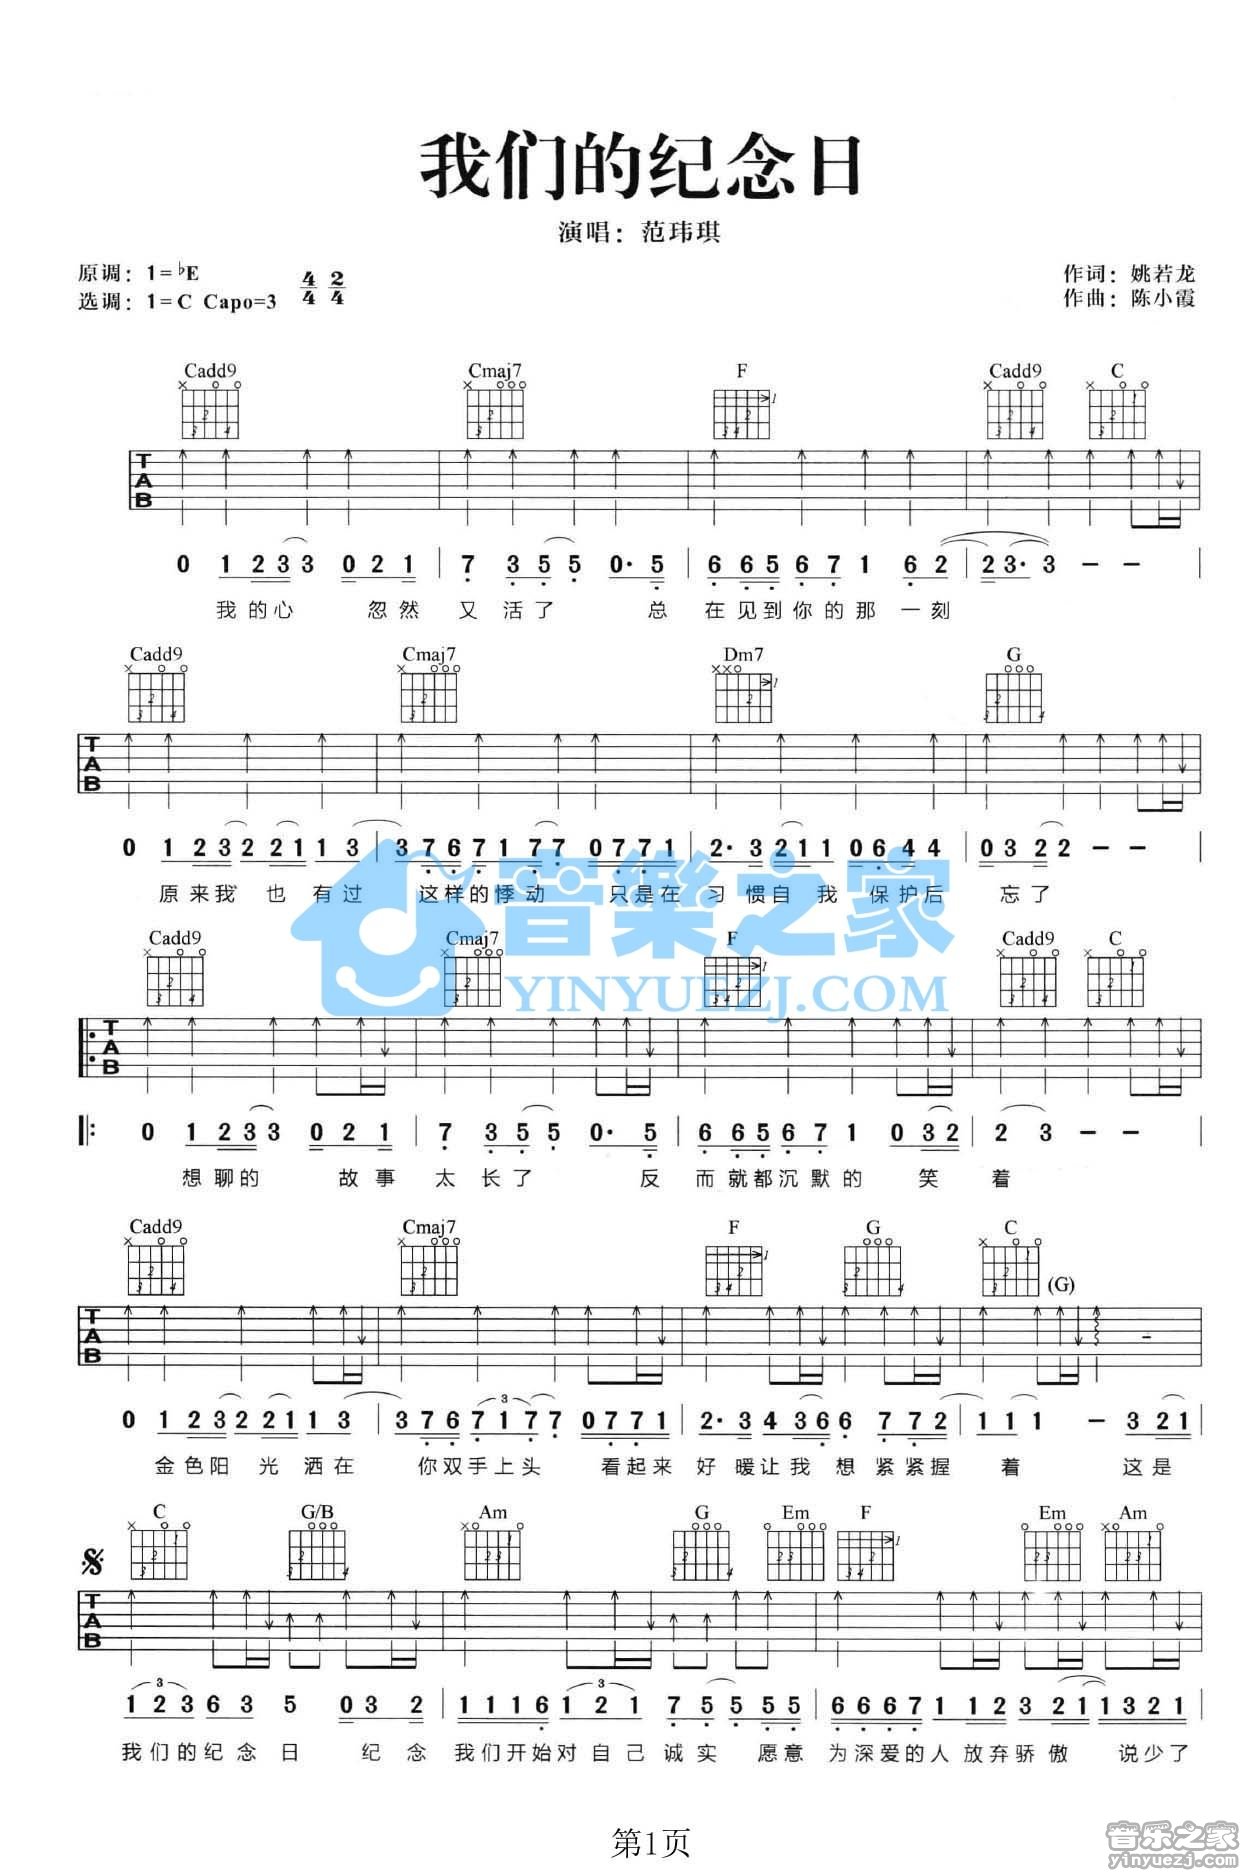 我们的纪念日
演唱：范玮琪
原调：1=♭E 4/4 2/4 作词：姚若龙
选调：1=C Capo=3 作曲：陈小霞
Cadd9 Cmaj7 F Cadd9 C
TAB
0 1 2 3 3 0 2 1 | 7 3 5 5 0· 5 | 6 6 5 6 7 1 6 2 | 2 3· 3 — — |
我的心 忽然 又活了 总 在见到你的那一刻
Cadd9 Cmaj7 Dm7 G
TAB
0 1 2 3 2 2 1 1 3 | 3 7 6 7 1 7 7 0 7 7 1 | 2· 3 2 1 1 0 6 4 4 | 0 3 2 2 — — |
原来我 也 有过 这样的悸动 只是在 习惯自我 保护后 忘了
音樂之家
YINYUEZJ.COM
Cadd9 Cmaj7 F Cadd9 C
TAB
0 1 2 3 3 0 2 1 | 7 3 5 5 0· 5 | 6 6 5 6 7 1 0 3 2 | 2 3 — — |
想聊的 故事 太长了 反 而就都沉默的 笑着
Cadd9 Cmaj7 F G C (G)
TAB
0 1 2 3 2 2 1 1 3 | 3 7 6 7 1 7 7 0 7 7 1 | 2· 3 4 3 6 6 7 7 2 | 1 1 1 — 3 2 1 |
金色阳 光 洒在 你双手上头 看起来 好暖让我 想紧紧握 着 这是
C G/B Am G Em F Em Am
TAB
1 2 3 6 3 5 0 3 2 | 1 1 1 6 1 2 1 7 5 5 5 5 | 6 6 6 7 1 1 2 3 2 1 1 3 2 1 |
我们的纪念日 纪念 我们开始对自己诚实 愿意 为深爱的人放弃骄傲 说少了
第1页
音乐之家
yinyuezj.com